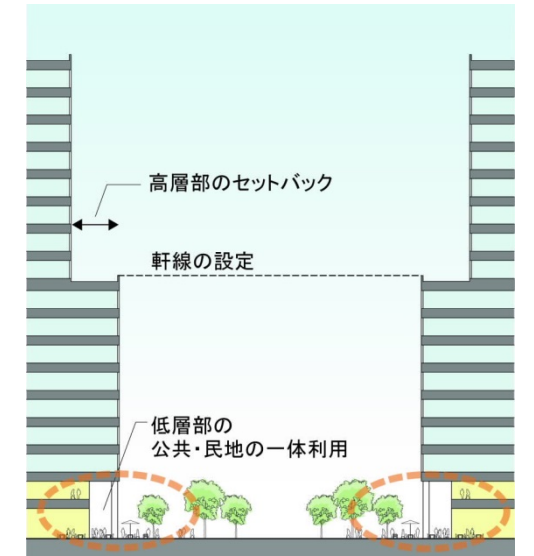 高層部のセットバック
軒線の設定
低層部の
公共・民地の一体利用